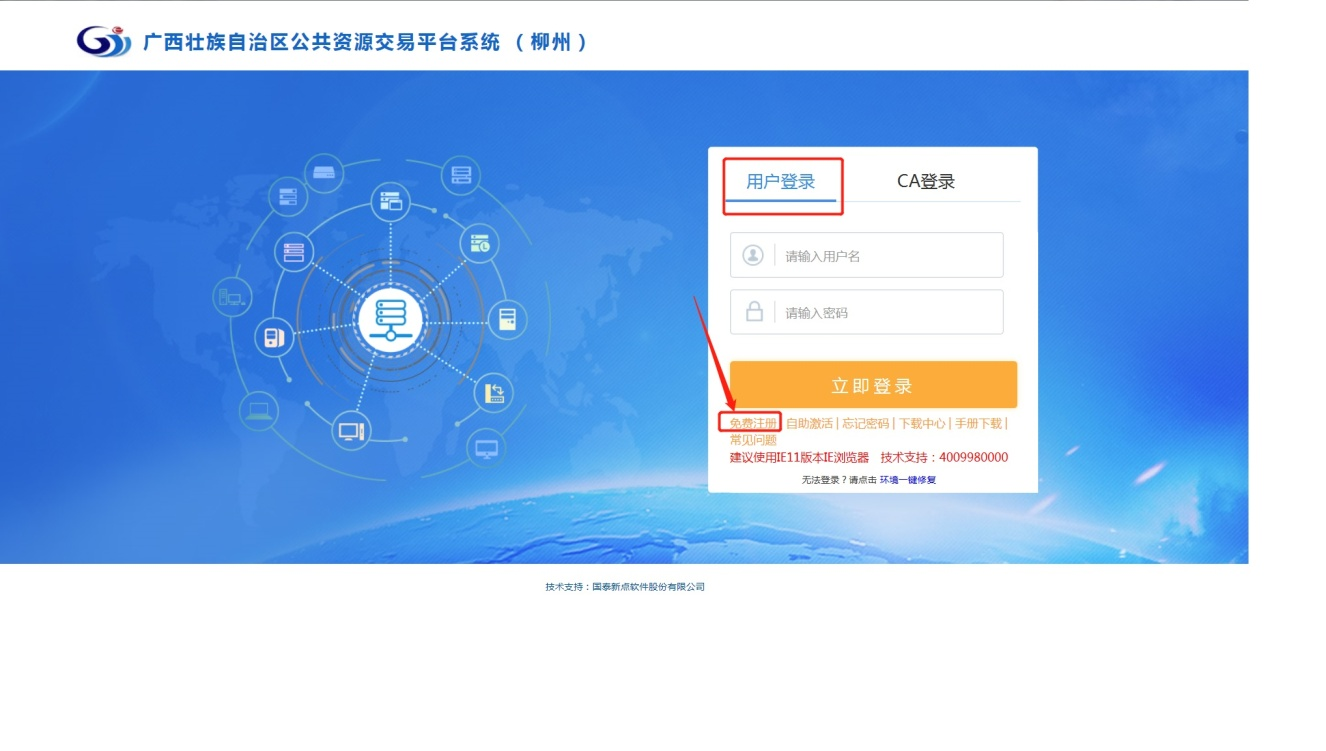 广西壮族自治区公共资源交易平台系统 （柳州）
用户登录 CA登录
请输入用户名
请输入密码
立即登录
免费注册| 自助激活| 忘记密码| 下载中心| 手册下载|
常见问题
建议使用IE11版本IE浏览器 技术支持：4009980000
无法登录？请点击 环境一键修复
技术支持：国泰新点软件股份有限公司